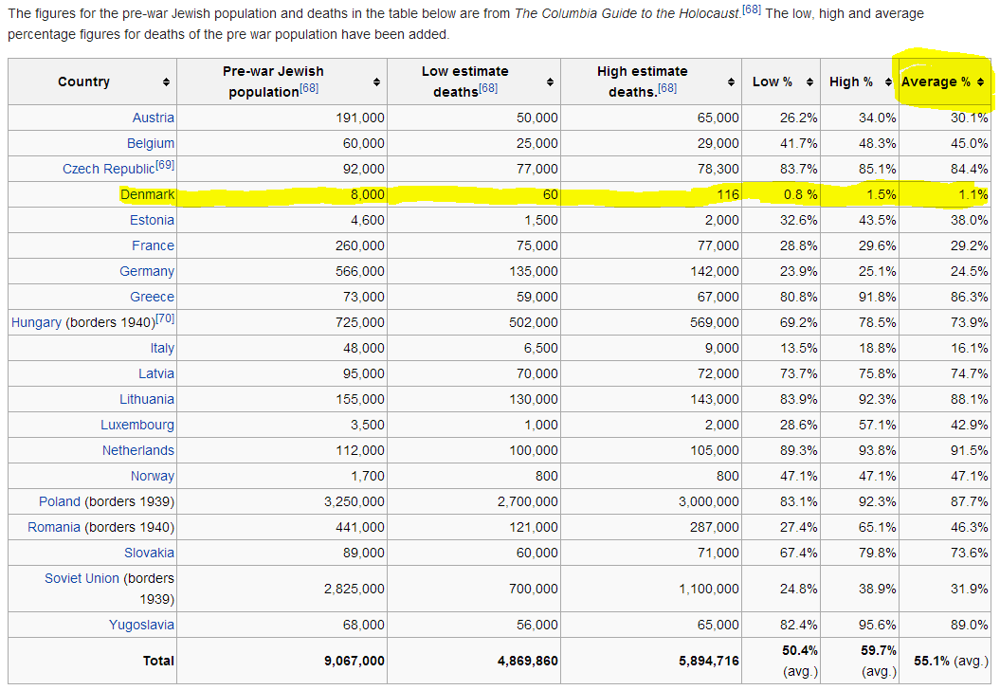 The figures for the pre-war Jewish population and deaths in the table below are from The Columbia Guide to the Holocaust.[68] The low, high and average
percentage figures for deaths of the pre war population have been added.
Country Pre-war Jewish population[68] Low estimate deaths[68] High estimate deaths.[68] Low % High % Average %
Austria 191,000 50,000 65,000 26.2% 34.0% 30.1%
Belgium 60,000 25,000 29,000 41.7% 48.3% 45.0%
Czech Republic[69] 92,000 77,000 78,300 83.7% 85.1% 84.4%
Denmark 8,000 60 116 0.8 % 1.5% 1.1%
Estonia 4,600 1,500 2,000 32.6% 43.5% 38.0%
France 260,000 75,000 77,000 28.8% 29.6% 29.2%
Germany 566,000 135,000 142,000 23.9% 25.1% 24.5%
Greece 73,000 59,000 67,000 80.8% 91.8% 86.3%
Hungary (borders 1940)[70] 725,000 502,000 569,000 69.2% 78.5% 73.9%
Italy 48,000 6,500 9,000 13.5% 18.8% 16.1%
Latvia 95,000 70,000 72,000 73.7% 75.8% 74.7%
Lithuania 155,000 130,000 143,000 83.9% 92.3% 88.1%
Luxembourg 3,500 1,000 2,000 28.6% 57.1% 42.9%
Netherlands 112,000 100,000 105,000 89.3% 93.8% 91.5%
Norway 1,700 800 800 47.1% 47.1% 47.1%
Poland (borders 1939) 3,250,000 2,700,000 3,000,000 83.1% 92.3% 87.7%
Romania (borders 1940) 441,000 121,000 287,000 27.4% 65.1% 46.3%
Slovakia 89,000 60,000 71,000 67.4% 79.8% 73.6%
Soviet Union (borders 1939) 2,825,000 700,000 1,100,000 24.8% 38.9% 31.9%
Yugoslavia 68,000 56,000 65,000 82.4% 95.6% 89.0%
Total 9,067,000 4,869,860 5,894,716 50.4% (avg.) 59.7% (avg.) 55.1% (avg.)